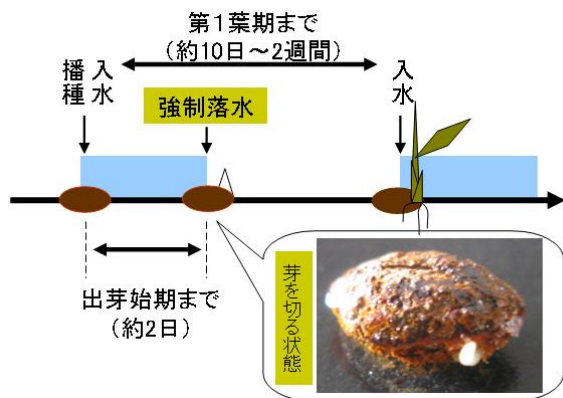 第1葉期まで
（約10日～2週間）
播種
入水
強制落水
入水
出芽始期まで
（約2日）
芽を切る状態